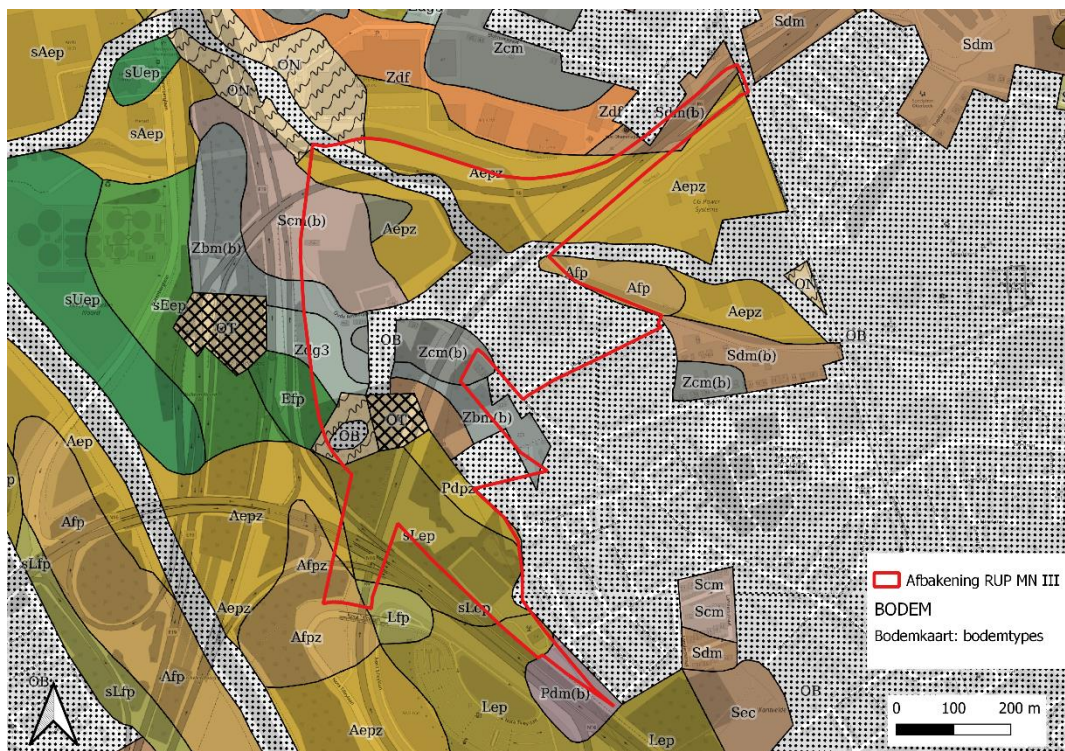 Sdm
Zcm
Sdm
sAep
sUep
ON
ON
Zdf
sAep
Zdf
Sdm(b)
Aepz
Aepz
Scm(b)
Aepz
Zbm(b)
Afp
Afp
ON
sUep
sEep
Aepz
OT
Zdg3
OB
Zcm(b)
Sdm(b)
OB
Zcm(b)
Efp
Zbm(b)
OT
OB
Aep
Pdpz
Aepz
Afp
sLep
Afpz
sLfp
Scm
Aepz
sLep
Scm
Lfp
Afpz
Sdm
Afp
OB
sLfp
Pdm(b)
OB
Lep
Sec
Aepz
Lep
Afbakening RUP MN III
BODEM
Bodemkaart: bodemtypes
0 100 200 m